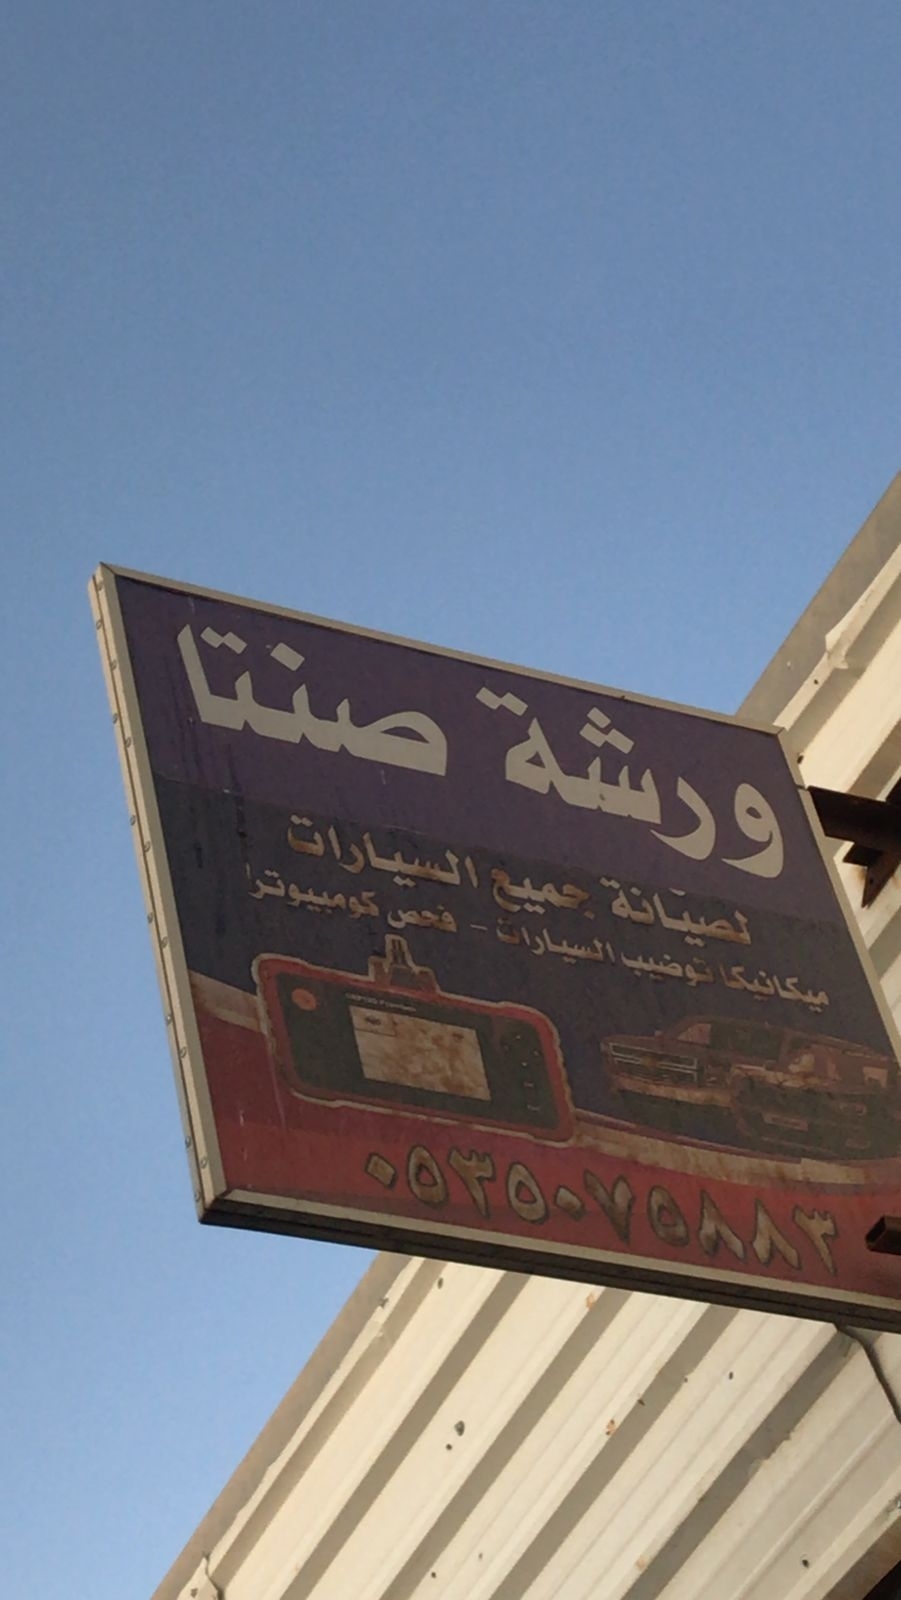 ورشة صنتا
لصيانة جميع السيارات
ميكانيكا توضيب السيارات - فحص كومبيوتر
٠٥٣٥٠٧٥٨٨٣